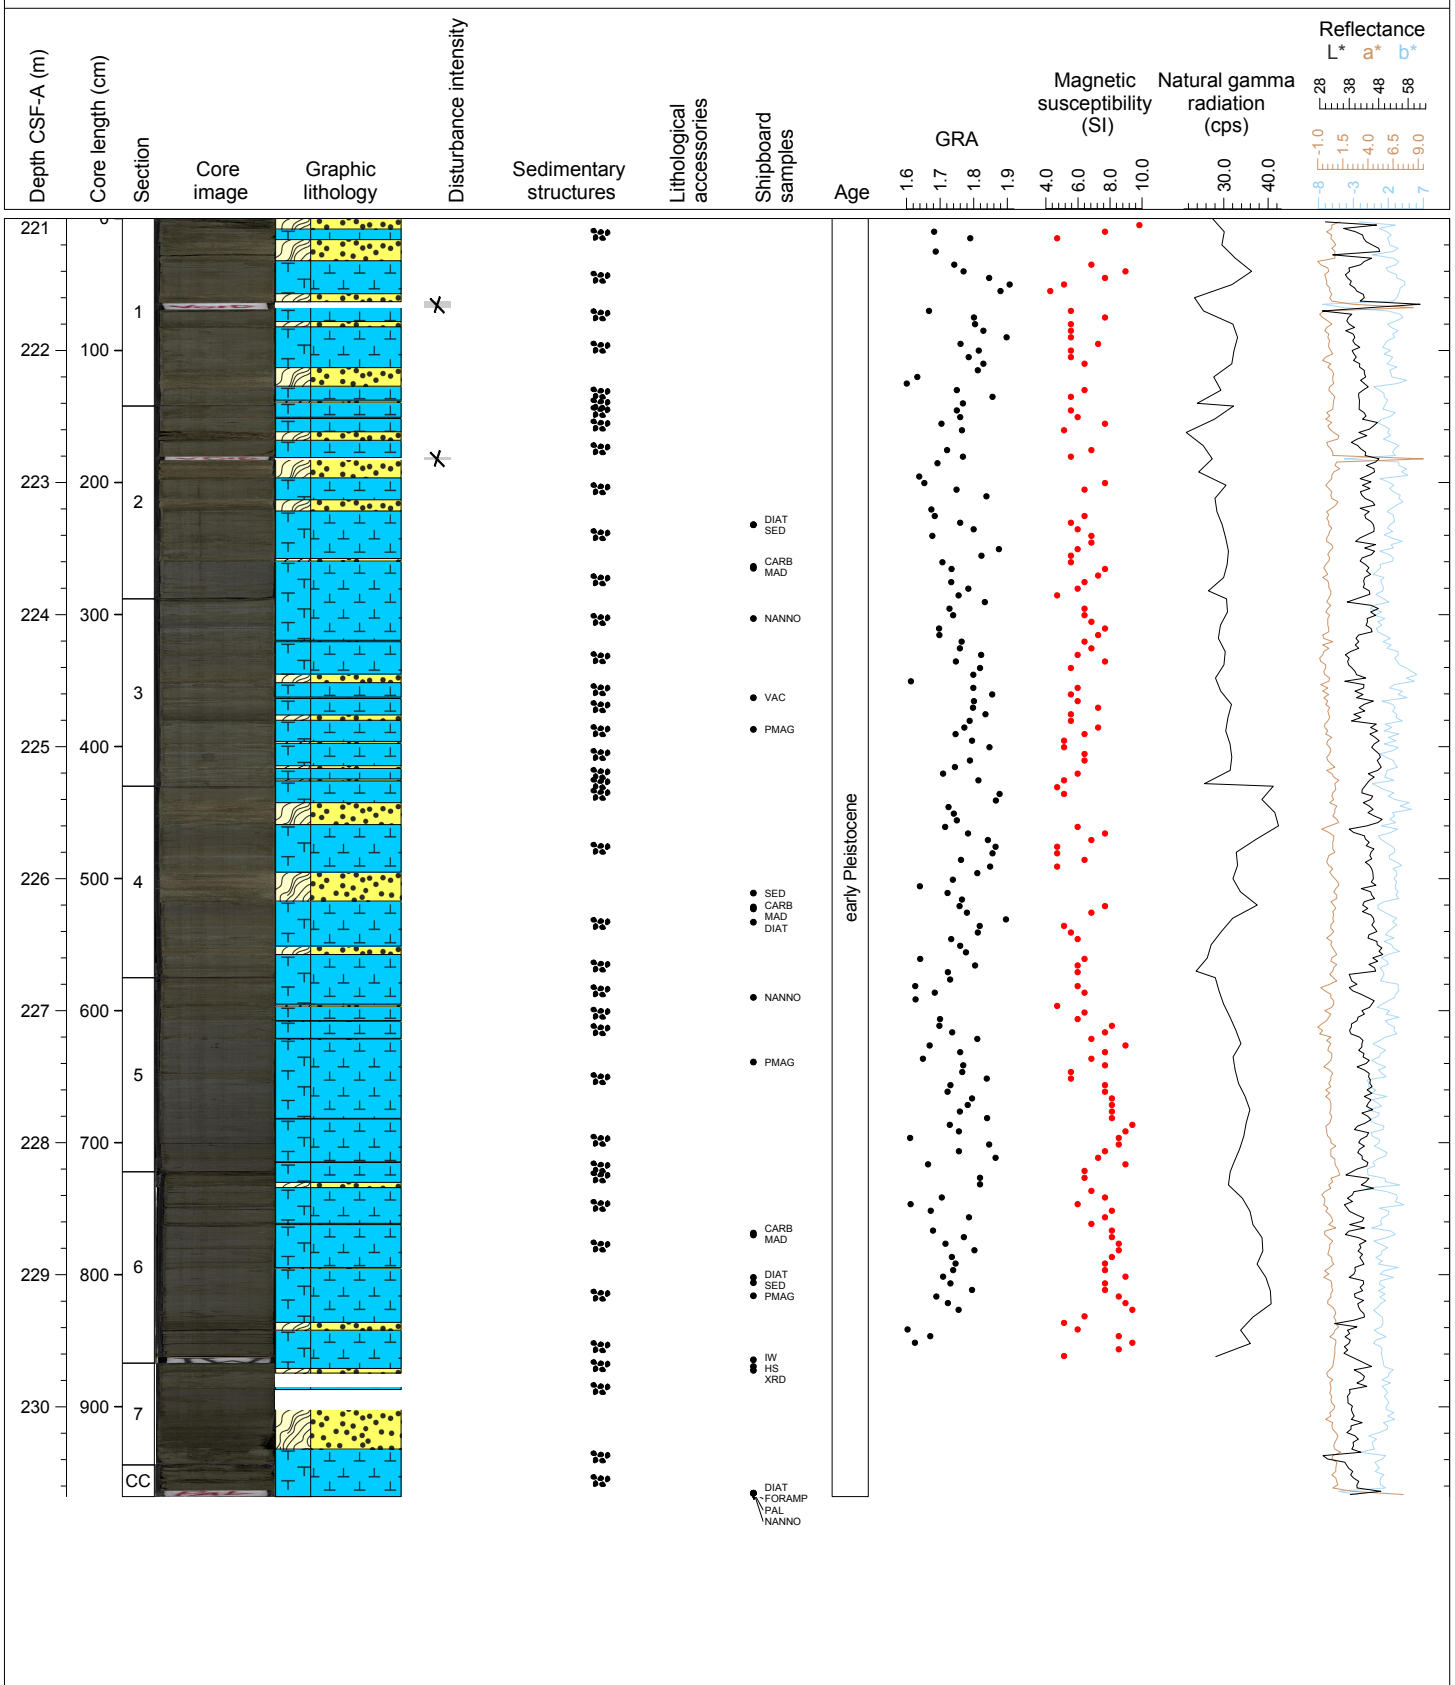 Depth CSF-A (m)
Core length (cm)
Section
Core
image
Graphic
lithology
Disturbance intensity
Sedimentary
structures
Lithological
accessories
Shipboard
samples
Age
GRA
1.6 1.7 1.8 1.9
Magnetic
susceptibility
(SI)
4.0 6.0 8.0 10.0
Natural gamma
radiation
(cps)
30.0 40.0
Reflectance
L* a* b*
28 38 48 58
-1.0 1.5 4.0 6.5 9.0
-8 -3 2 7
221
222
223
224
225
226
227
228
229
230
0
100
200
300
400
500
600
700
800
900
1
2
3
4
5
6
7
CC
DIAT
SED
CARB
MAD
NANNO
VAC
PMAG
SED
CARB
MAD
DIAT
NANNO
PMAG
CARB
MAD
DIAT
SED
PMAG
IW
HS
XRD
DIAT
FORAMP
PAL
NANNO
early Pleistocene